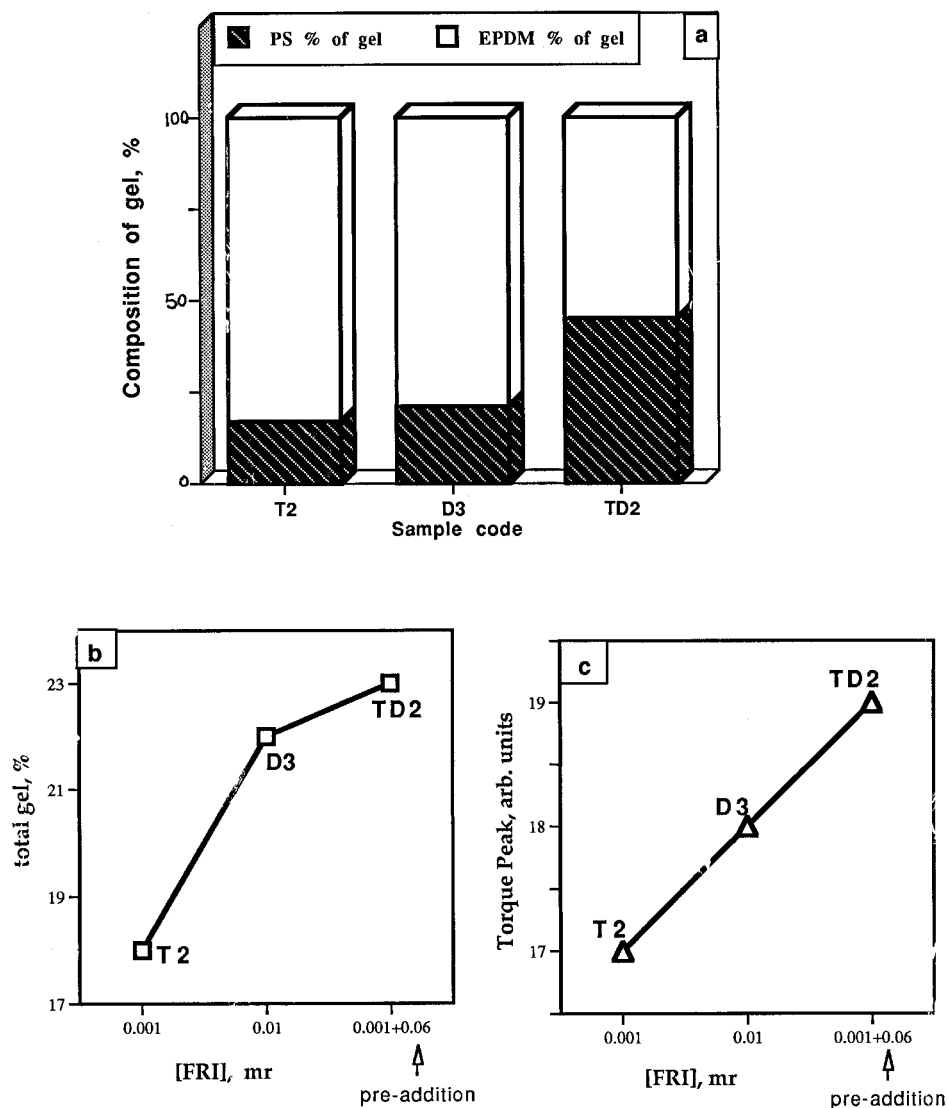 PS % of gel EPDM % of gel a
Composition of gel, %
100
50
0
T2 D3 TD2
Sample code
b
total gel, %
23
21
19
17
T2
D3
TD2
0.001 0.01 0.001+0.06
[FRI], mr
pre-addition
c
Torque Peak, arb. units
19
18
17
T2
D3
TD2
0.001 0.01 0.001+0.06
[FRI], mr
pre-addition